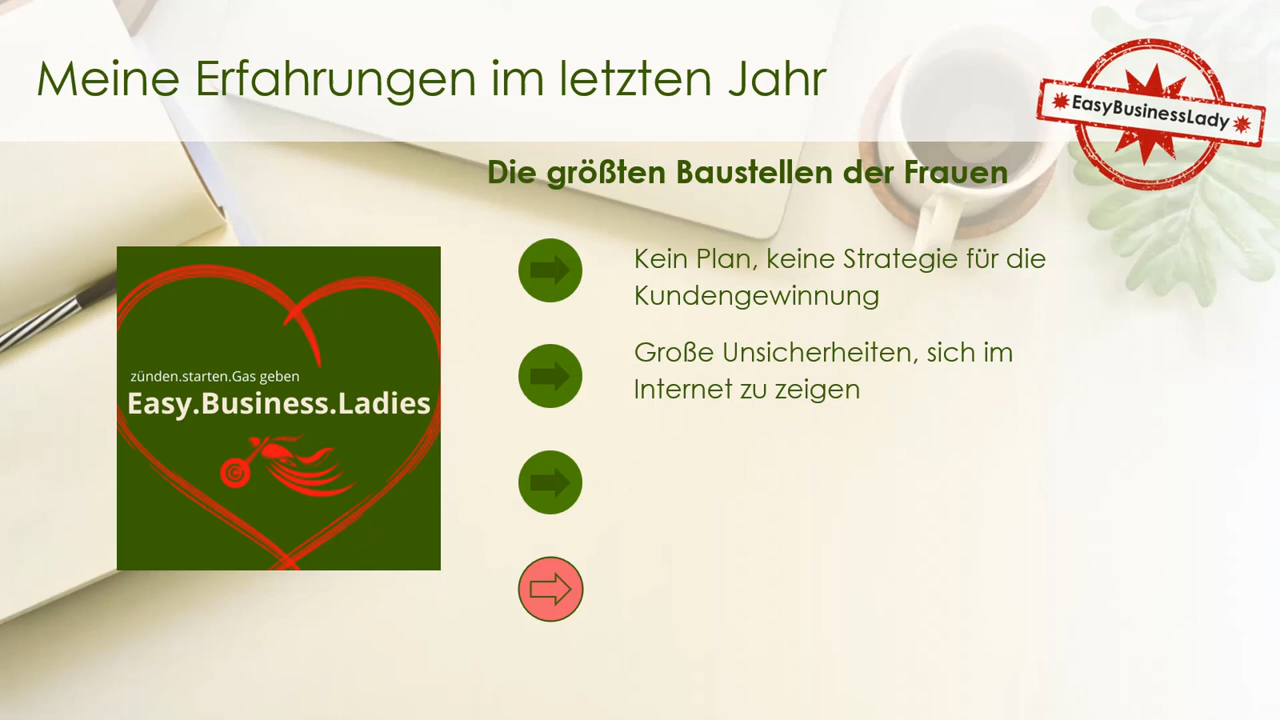 Meine Erfahrungen im letzten Jahr
EasyBusinessLady
Die größten Baustellen der Frauen
Kein Plan, keine Strategie für die
Kundengewinnung
Große Unsicherheiten, sich im
Internet zu zeigen
zünden.starten.Gas geben
Easy.Business.Ladies
©